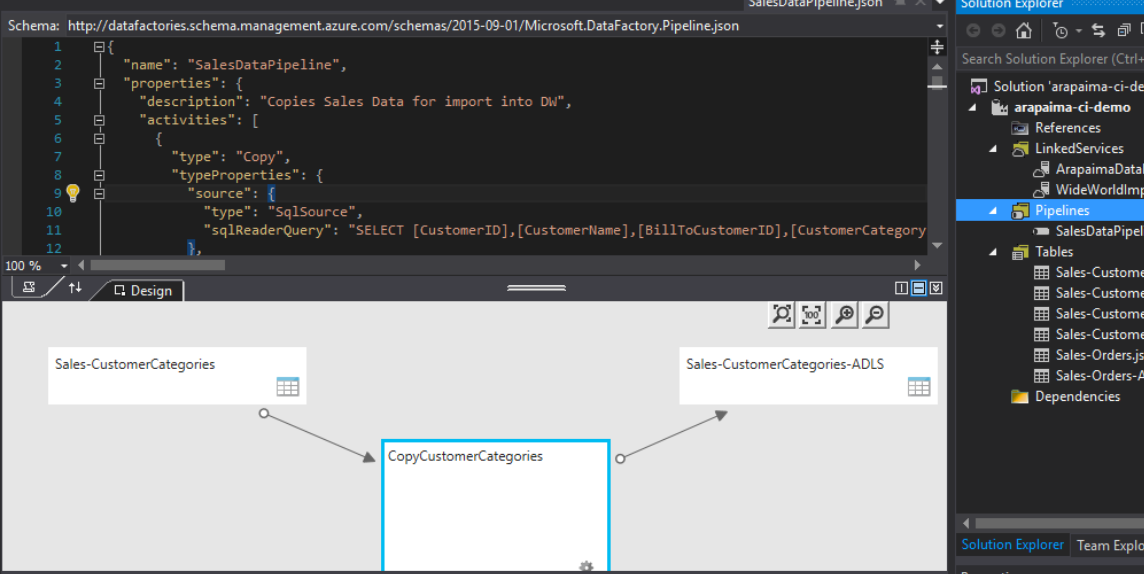 SalesDataPipeline.json
Schema: http://datafactories.schema.management.azure.com/schemas/2015-09-01/Microsoft.DataFactory.Pipeline.json
1 {
2 "name": "SalesDataPipeline",
3 "properties": {
4 "description": "Copies Sales Data for import into DW",
5 "activities": [
6 {
7 "type": "Copy",
8 "typeProperties": {
9 "source": {
10 "type": "SqlSource",
11 "sqlReaderQuery": "SELECT [CustomerID],[CustomerName],[BillToCustomerID],[CustomerCategory
12 },
100 %
Design
100
Sales-CustomerCategories
Sales-CustomerCategories-ADLS
CopyCustomerCategories
Solution Explorer
Search Solution Explorer (Ctrl+
Solution 'arapaima-ci-de
arapaima-ci-demo
References
LinkedServices
ArapaimaDatal
WideWorldImp
Pipelines
SalesDataPipel
Tables
Sales-Custome
Sales-Custome
Sales-Custome
Sales-Custome
Sales-Orders.js
Sales-Orders-A
Dependencies
Solution Explorer Team Explo